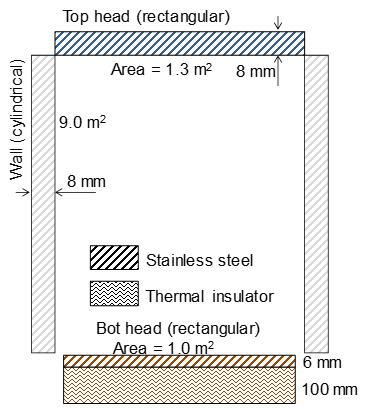 Top head (rectangular)
Area = 1.3 m²
8 mm
Wall (cylindrical)
9.0 m²
8 mm
Stainless steel
Thermal insulator
Bot head (rectangular)
Area = 1.0 m²
6 mm
100 mm